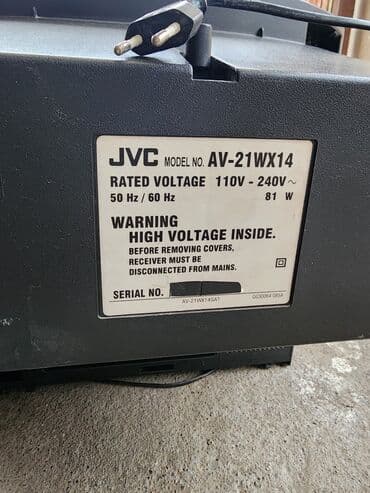 JVC MODEL NO. AV-21WX14
RATED VOLTAGE 110V - 240V~
50 Hz / 60 Hz 81 W
WARNING
HIGH VOLTAGE INSIDE.
BEFORE REMOVING COVERS,
RECEIVER MUST BE
DISCONNECTED FROM MAINS.
SERIAL NO.
AV-21WX14GA1